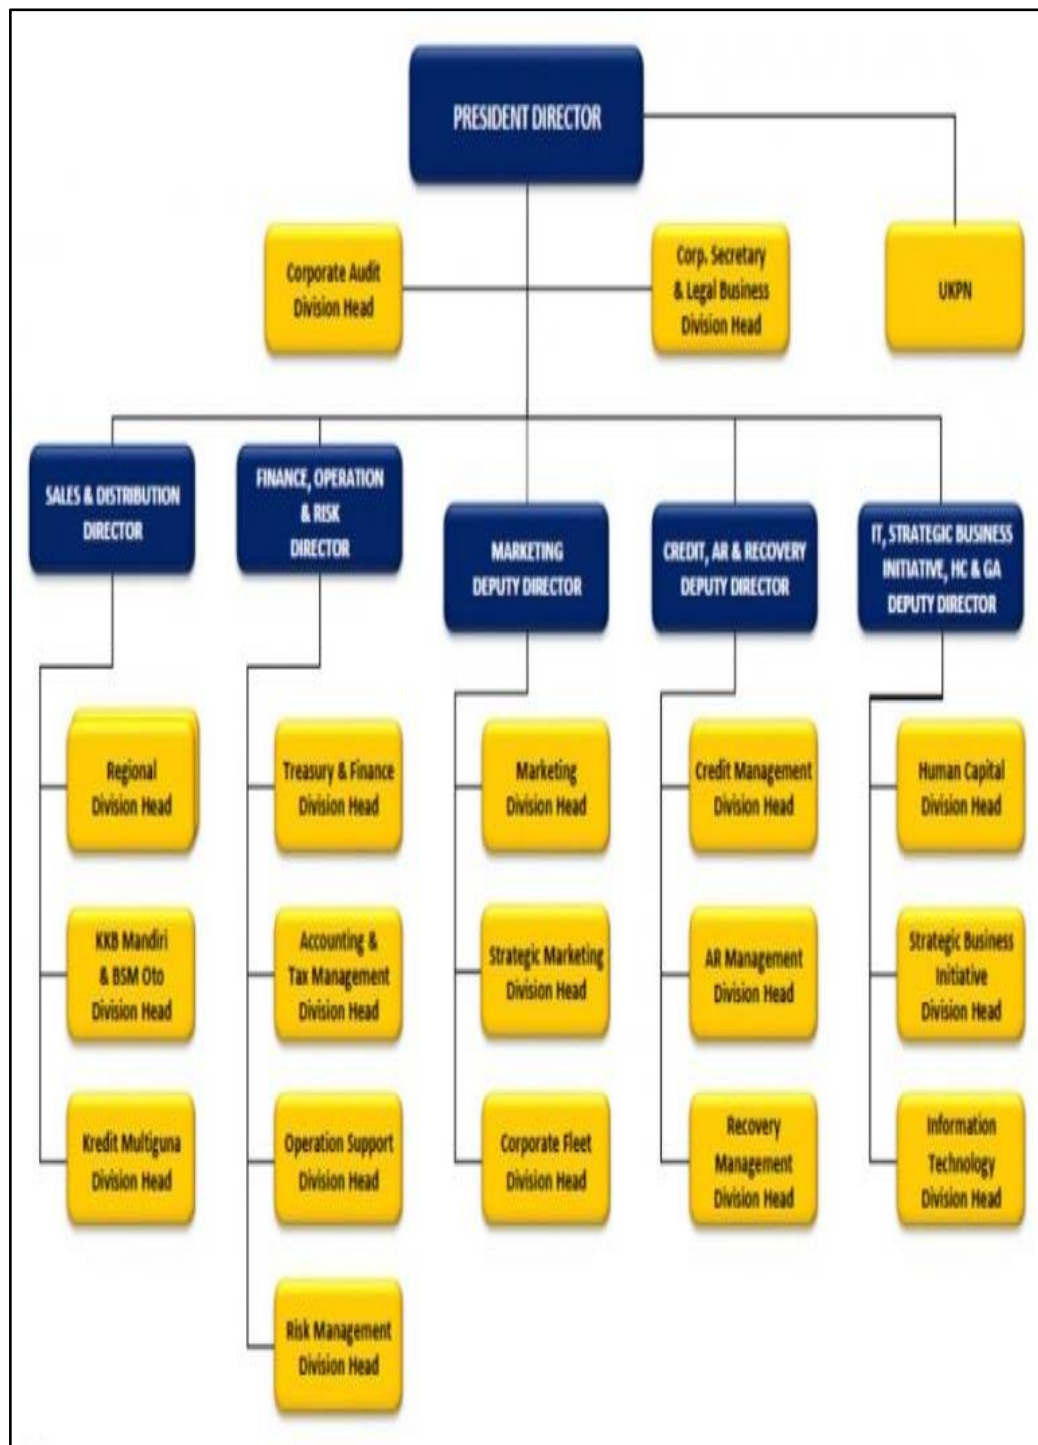 PRESIDENT DIRECTOR
Corporate Audit
Division Head
Corp. Secretary
& Legal Business
Division Head
UKPN
SALES & DISTRIBUTION
DIRECTOR
FINANCE, OPERATION
& RISK
DIRECTOR
MARKETING
DEPUTY DIRECTOR
CREDIT, AR & RECOVERY
DEPUTY DIRECTOR
IT, STRATEGIC BUSINESS
INITIATIVE, HC & GA
DEPUTY DIRECTOR
Regional
Division Head
Treasury & Finance
Division Head
Marketing
Division Head
Credit Management
Division Head
Human Capital
Division Head
KKB Mandiri
& BSM Oto
Division Head
Accounting &
Tax Management
Division Head
Strategic Marketing
Division Head
AR Management
Division Head
Strategic Business
Initiative
Division Head
Kredit Multiguna
Division Head
Operation Support
Division Head
Corporate Fleet
Division Head
Recovery
Management
Division Head
Information
Technology
Division Head
Risk Management
Division Head